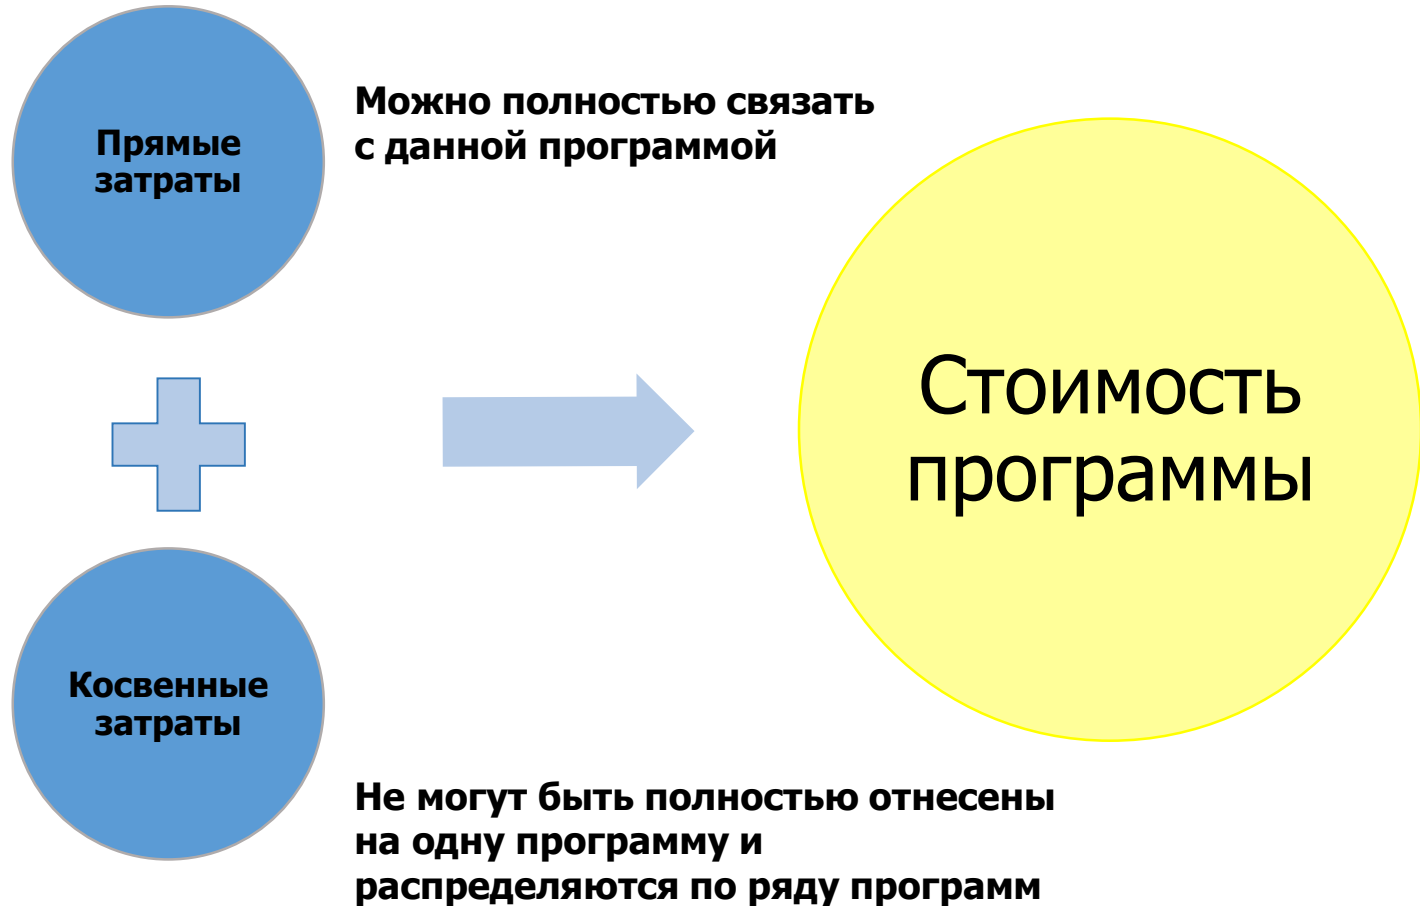 Прямые
затраты
Можно полностью связать
с данной программой
Стоимость
программы
Косвенные
затраты
Не могут быть полностью отнесены
на одну программу и
распределяются по ряду программ